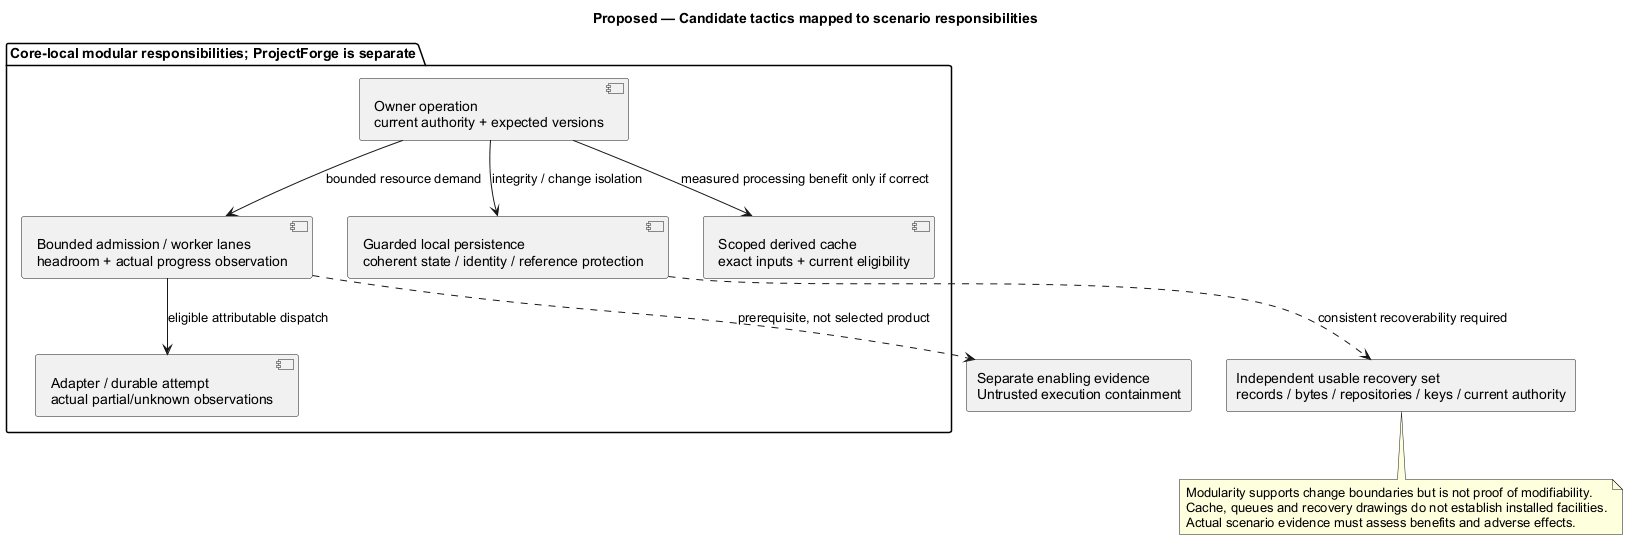 Proposed — Candidate tactics mapped to scenario responsibilities
Core-local modular responsibilities; ProjectForge is separate
Owner operation
current authority + expected versions
bounded resource demand
integrity / change isolation
measured processing benefit only if correct
Bounded admission / worker lanes
headroom + actual progress observation
Guarded local persistence
coherent state / identity / reference protection
Scoped derived cache
exact inputs + current eligibility
eligible attributable dispatch
prerequisite, not selected product
consistent recoverability required
Adapter / durable attempt
actual partial/unknown observations
Separate enabling evidence
Untrusted execution containment
Independent usable recovery set
records / bytes / repositories / keys / current authority
Modularity supports change boundaries but is not proof of modifiability.
Cache, queues and recovery drawings do not establish installed facilities.
Actual scenario evidence must assess benefits and adverse effects.